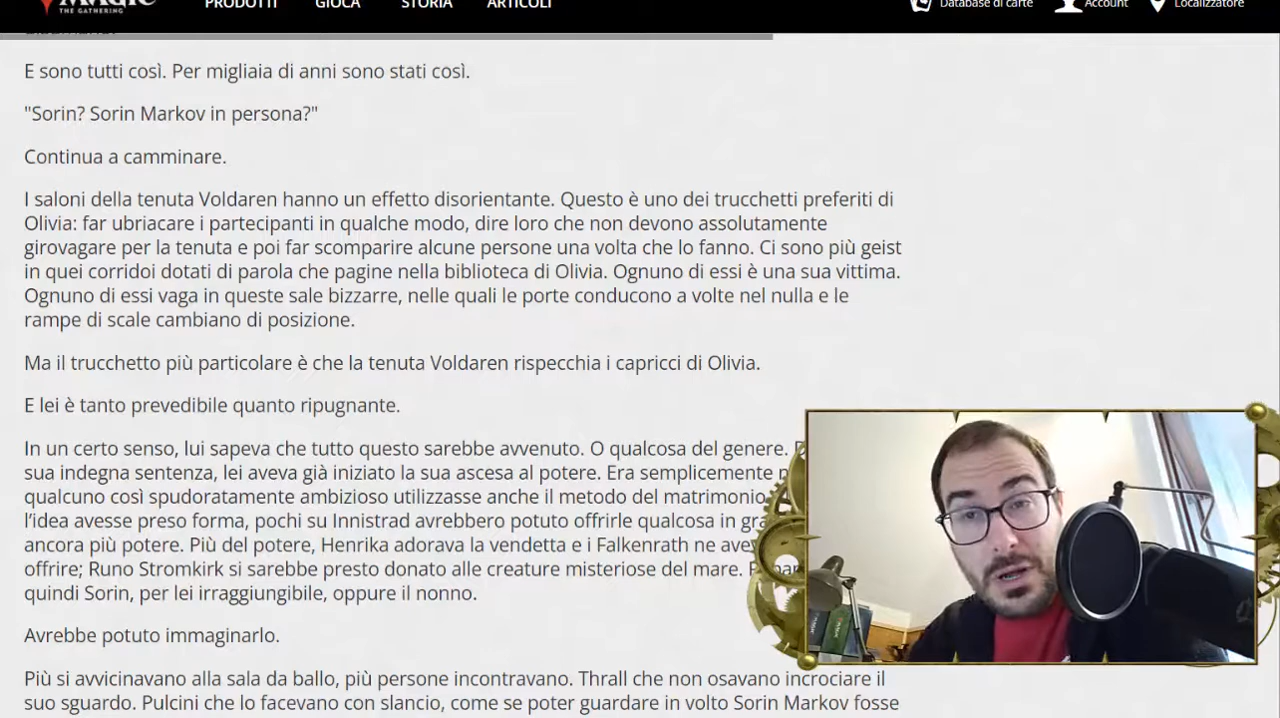 MAGIC
THE GATHERING
PRODOTTI GIOCA STORIA ARTICOLI Database di carte Account Localizzatore
E sono tutti così. Per migliaia di anni sono stati così.
"Sorin? Sorin Markov in persona?"
Continua a camminare.
I saloni della tenuta Voldaren hanno un effetto disorientante. Questo è uno dei trucchetti preferiti di
Olivia: far ubriacare i partecipanti in qualche modo, dire loro che non devono assolutamente
girovagare per la tenuta e poi far scomparire alcune persone una volta che lo fanno. Ci sono più geist
in quei corridoi dotati di parola che pagine nella biblioteca di Olivia. Ognuno di essi è una sua vittima.
Ognuno di essi vaga in queste sale bizzarre, nelle quali le porte conducono a volte nel nulla e le
rampe di scale cambiano di posizione.
Ma il trucchetto più particolare è che la tenuta Voldaren rispecchia i capricci di Olivia.
E lei è tanto prevedibile quanto ripugnante.
In un certo senso, lui sapeva che tutto questo sarebbe avvenuto. O qualcosa del genere.
sua indegna sentenza, lei aveva già iniziato la sua ascesa al potere. Era semplicemente
qualcuno così spudoratamente ambizioso utilizzasse anche il metodo del matrimonio
l'idea avesse preso forma, pochi su Innistrad avrebbero potuto offrirle qualcosa in
ancora più potere. Più del potere, Henrika adorava la vendetta e i Falkenrath ne
offrire; Runo Stromkirk si sarebbe presto donato alle creature misteriose del mare.
quindi Sorin, per lei irraggiungibile, oppure il nonno.
Avrebbe potuto immaginarlo.
Più si avvicinavano alla sala da ballo, più persone incontravano. Thrall che non osavano incrociare il
suo sguardo. Pulcini che lo facevano con slancio, come se poter guardare in volto Sorin Markov fosse